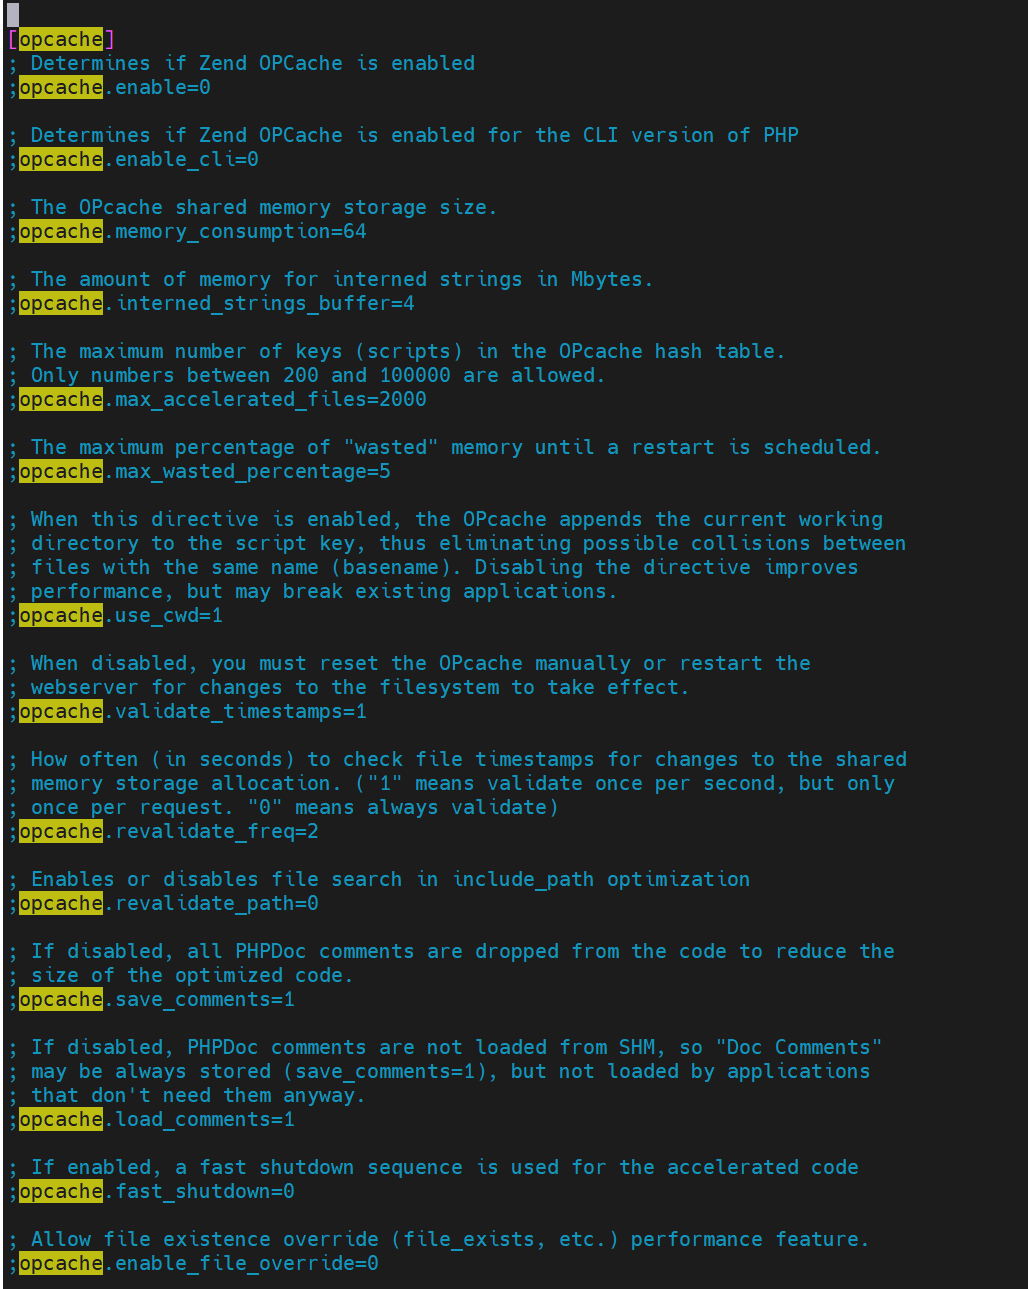 [opcache]
; Determines if Zend OPCache is enabled
;opcache.enable=0
; Determines if Zend OPCache is enabled for the CLI version of PHP
;opcache.enable_cli=0
; The OPcache shared memory storage size.
;opcache.memory_consumption=64
; The amount of memory for interned strings in Mbytes.
;opcache.interned_strings_buffer=4
; The maximum number of keys (scripts) in the OPcache hash table.
; Only numbers between 200 and 100000 are allowed.
;opcache.max_accelerated_files=2000
; The maximum percentage of "wasted" memory until a restart is scheduled.
;opcache.max_wasted_percentage=5
; When this directive is enabled, the OPcache appends the current working
; directory to the script key, thus eliminating possible collisions between
; files with the same name (basename). Disabling the directive improves
; performance, but may break existing applications.
;opcache.use_cwd=1
; When disabled, you must reset the OPcache manually or restart the
; webserver for changes to the filesystem to take effect.
;opcache.validate_timestamps=1
; How often (in seconds) to check file timestamps for changes to the shared
; memory storage allocation. ("1" means validate once per second, but only
; once per request. "0" means always validate)
;opcache.revalidate_freq=2
; Enables or disables file search in include_path optimization
;opcache.revalidate_path=0
; If disabled, all PHPDoc comments are dropped from the code to reduce the
; size of the optimized code.
;opcache.save_comments=1
; If disabled, PHPDoc comments are not loaded from SHM, so "Doc Comments"
; may be always stored (save_comments=1), but not loaded by applications
; that don't need them anyway.
;opcache.load_comments=1
; If enabled, a fast shutdown sequence is used for the accelerated code
;opcache.fast_shutdown=0
; Allow file existence override (file_exists, etc.) performance feature.
;opcache.enable_file_override=0